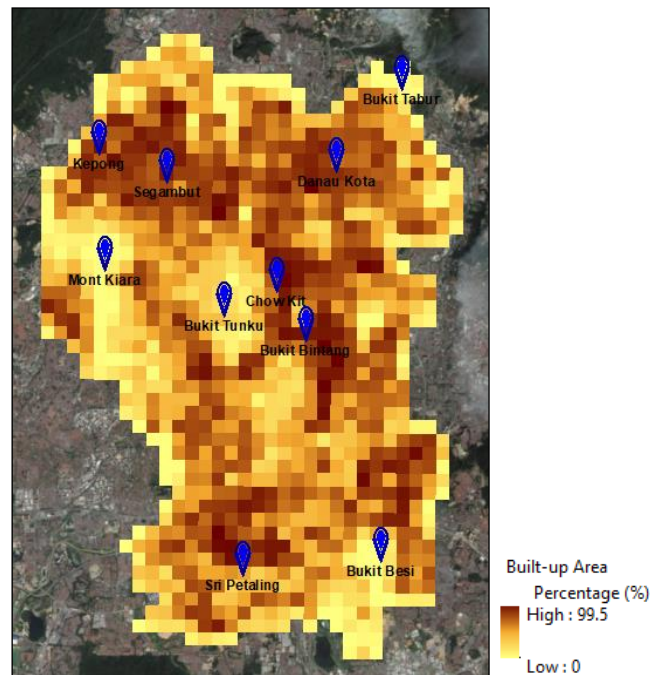 Bukit Tabur
Kepong
Segambut
Danau Kota
Mont Kiara
Chow Kit
Bukit Tunku
Bukit Bintang
Sri Petaling
Bukit Besi
Built-up Area
Percentage (%)
High : 99.5
Low : 0